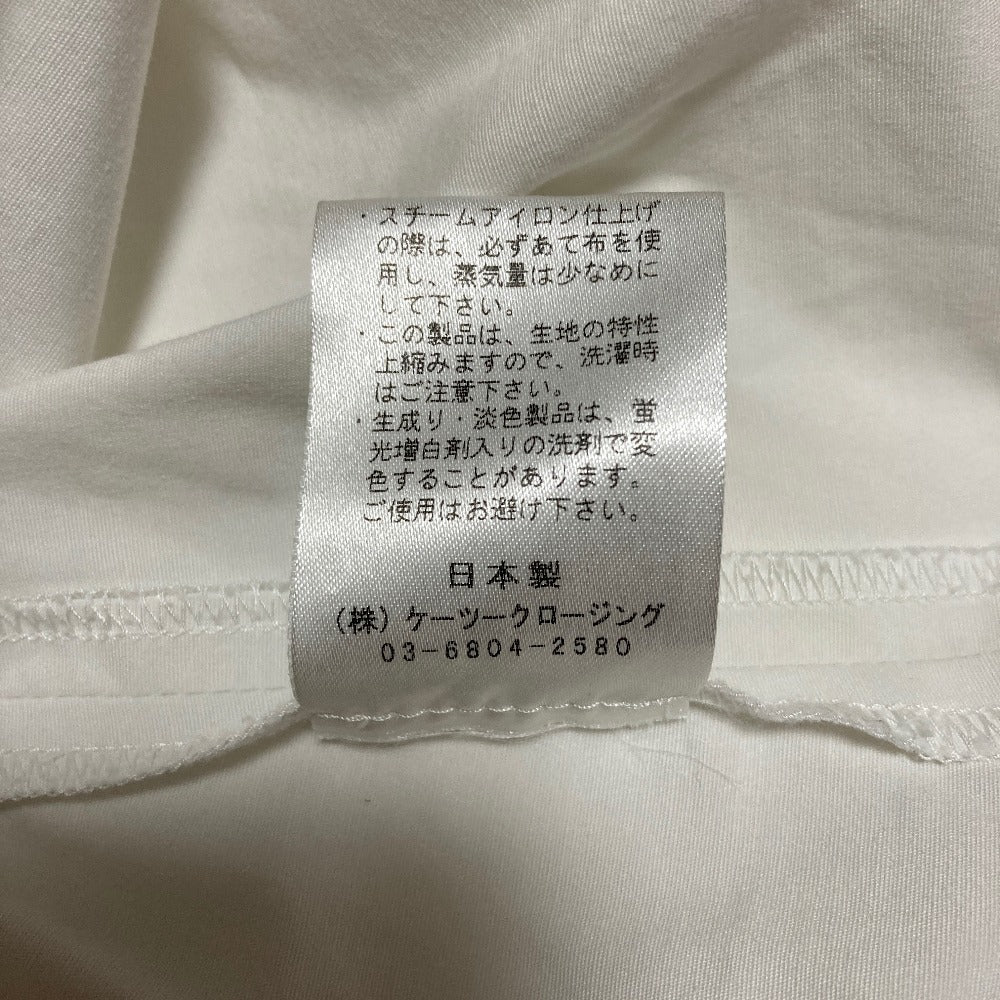 ・スチームアイロン仕上げ
の際は、必ずあて布を使
用し、蒸気量は少なめに
して下さい。
・この製品は、生地の特性
上縮みますので、洗濯時
はご注意下さい。
・生成り・淡色製品は、蛍
光増白剤入りの洗剤で変
色することがあります。
ご使用はお避け下さい。
日本製
（株）ケーツークロージング
03-6804-2580